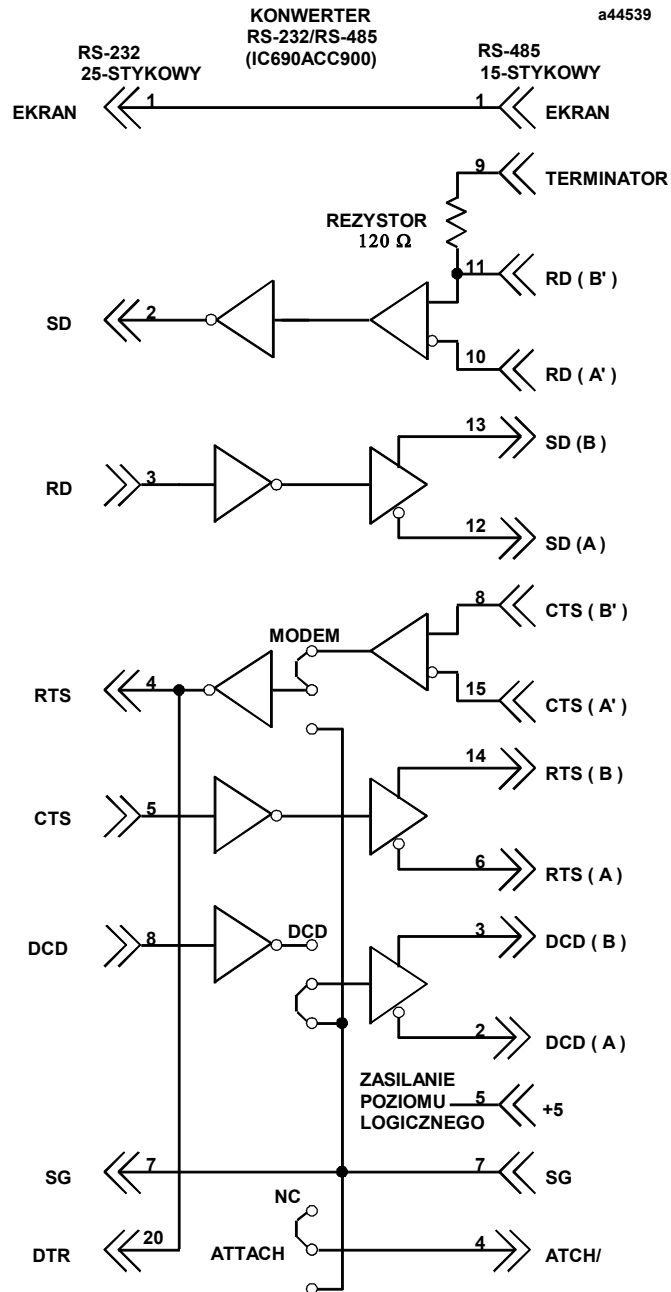 KONWERTER
RS-232/RS-485
(IC690ACC900)
a44539
RS-232
25-STYKOWY
RS-485
15-STYKOWY
EKRAN 1 1 EKRAN
9 TERMINATOR
REZYSTOR
120 Ω
11 RD ( B' )
SD 2
10 RD ( A' )
13 SD (B )
RD 3
12 SD (A )
8 CTS ( B' )
MODEM
RTS 4
15 CTS ( A' )
14 RTS ( B )
CTS 5
6 RTS ( A )
DCD 8 DCD
3 DCD ( B )
2 DCD ( A )
ZASILANIE
POZIOMU
LOGICZNEGO
5 +5
SG 7 7 SG
NC
DTR 20 ATTACH 4 ATCH/